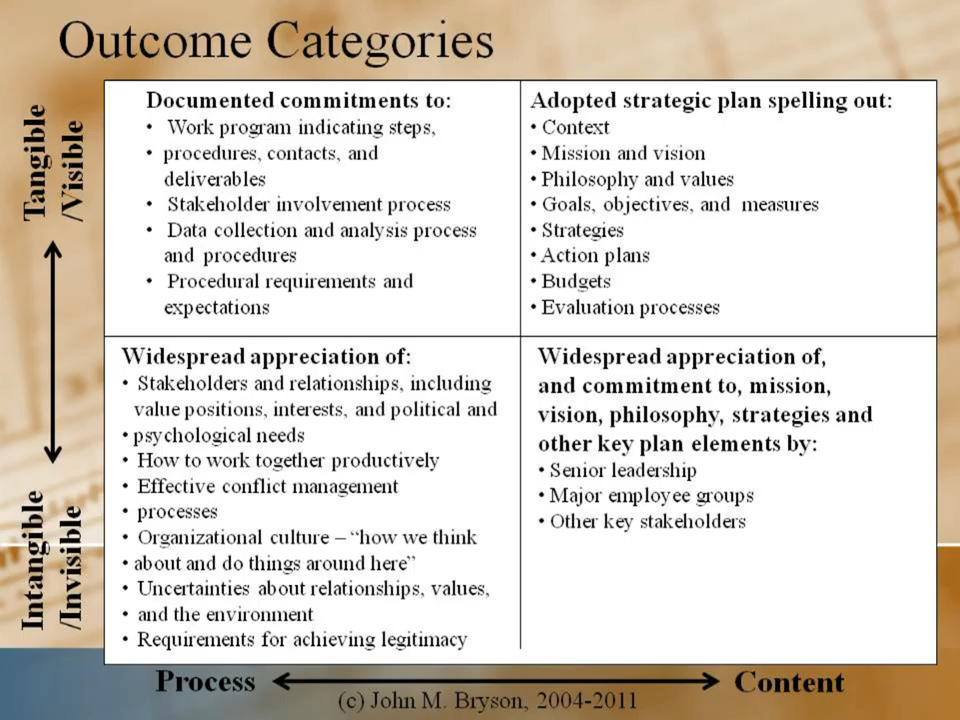 Outcome Categories
Tangible
/Visible
Documented commitments to:
• Work program indicating steps,
• procedures, contacts, and
deliverables
• Stakeholder involvement process
• Data collection and analysis process
and procedures
• Procedural requirements and
expectations
Adopted strategic plan spelling out:
• Context
• Mission and vision
• Philosophy and values
• Goals, objectives, and measures
• Strategies
• Action plans
• Budgets
• Evaluation processes
Intangible
/Invisible
Widespread appreciation of:
• Stakeholders and relationships, including
value positions, interests, and political and
• psychological needs
• How to work together productively
• Effective conflict management
• processes
• Organizational culture – “how we think
• about and do things around here”
• Uncertainties about relationships, values,
• and the environment
• Requirements for achieving legitimacy
Widespread appreciation of,
and commitment to, mission,
vision, philosophy, strategies and
other key plan elements by:
• Senior leadership
• Major employee groups
• Other key stakeholders
Process
Content
(c) John M. Bryson, 2004-2011